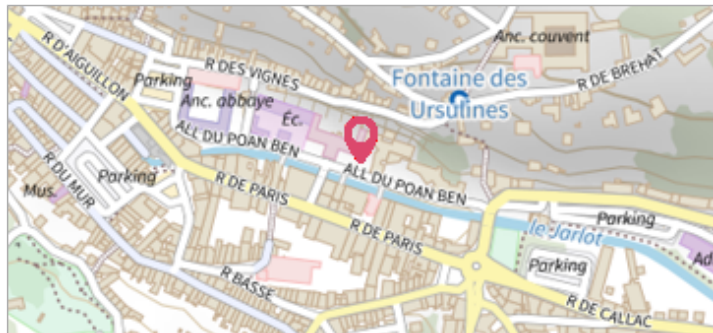 Anc. couvent
R D'AIGUILLON
R DES VIGNES
R DE BREHAT
Parking
Fontaine des
Ursulines
Anc. abbaye
Éc.
ALL DU POAN BEN
ALL DU POAN BEN
R DU MUR
Parking
Mus.
R DE PARIS
R DE PARIS
le Jarlot
Parking
Ad
Parking
R BASSE
R DE CALLAC